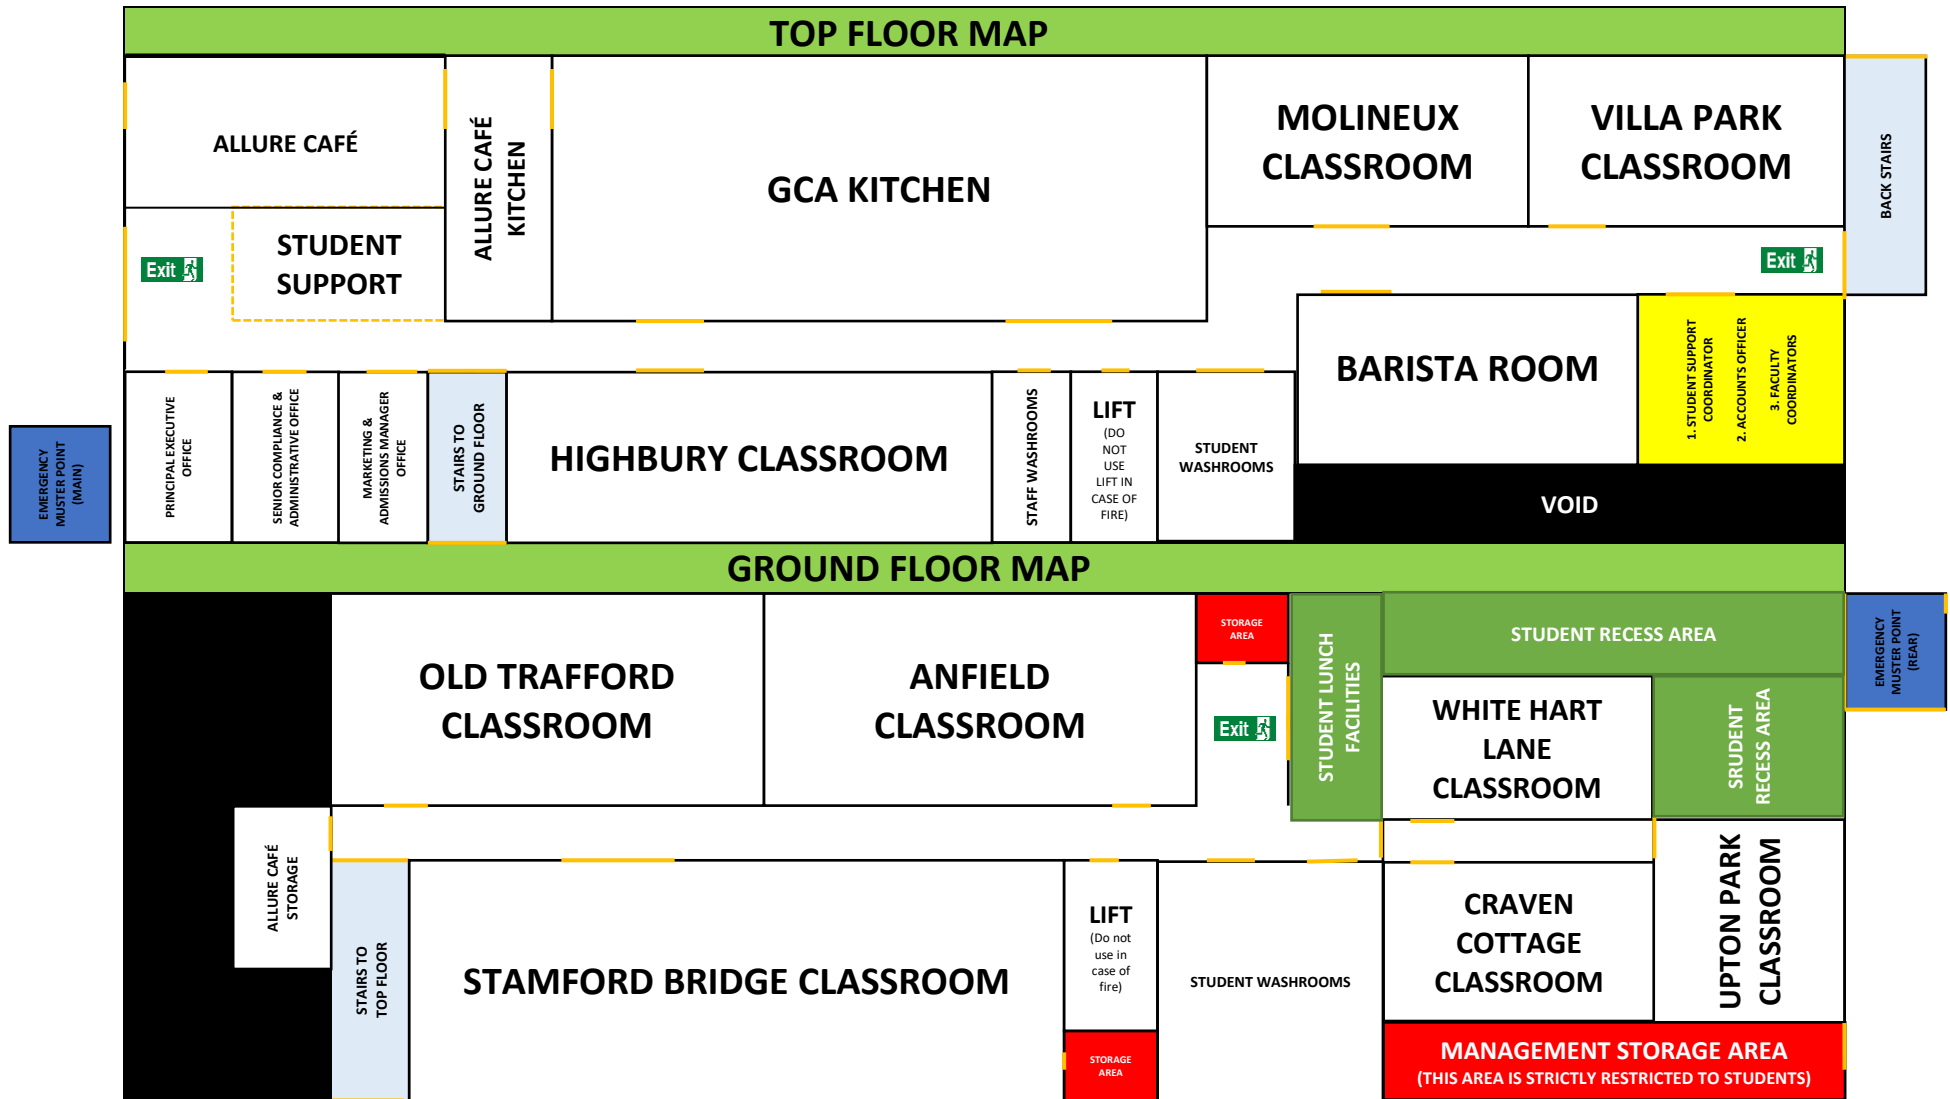 TOP FLOOR MAP
ALLURE CAFÉ
ALLURE CAFÉ
KITCHEN
GCA KITCHEN
MOLINEUX
CLASSROOM
VILLA PARK
CLASSROOM
BACK STAIRS
STUDENT
SUPPORT
Exit
Exit
BARISTA ROOM
1. STUDENT SUPPORT
COORDINATOR
2. ACCOUNTS OFFICER
3. FACULTY
COORDINATORS
EMERGENCY
MUSTER POINT
(MAIN)
PRINCIPAL EXECUTIVE
OFFICE
SENIOR COMPLIANCE &
ADMINISTRATIVE OFFICE
MARKETING &
ADMISSIONS MANAGER
OFFICE
STAIRS TO
GROUND FLOOR
HIGHBURY CLASSROOM
STAFF WASHROOMS
LIFT
(DO
NOT
USE
LIFT IN
CASE OF
FIRE)
STUDENT
WASHROOMS
VOID
GROUND FLOOR MAP
OLD TRAFFORD
CLASSROOM
ANFIELD
CLASSROOM
STORAGE
AREA
Exit
STUDENT LUNCH
FACILITIES
STUDENT RECESS AREA
WHITE HART
LANE
CLASSROOM
SRUDENT
RECESS AREA
EMERGENCY
MUSTER POINT
(REAR)
ALLURE CAFÉ
STORAGE
STAIRS TO
TOP FLOOR
STAMFORD BRIDGE CLASSROOM
LIFT
(Do not
use in
case of
fire)
STORAGE
AREA
STUDENT WASHROOMS
CRAVEN
COTTAGE
CLASSROOM
UPTON PARK
CLASSROOM
MANAGEMENT STORAGE AREA
(THIS AREA IS STRICTLY RESTRICTED TO STUDENTS)